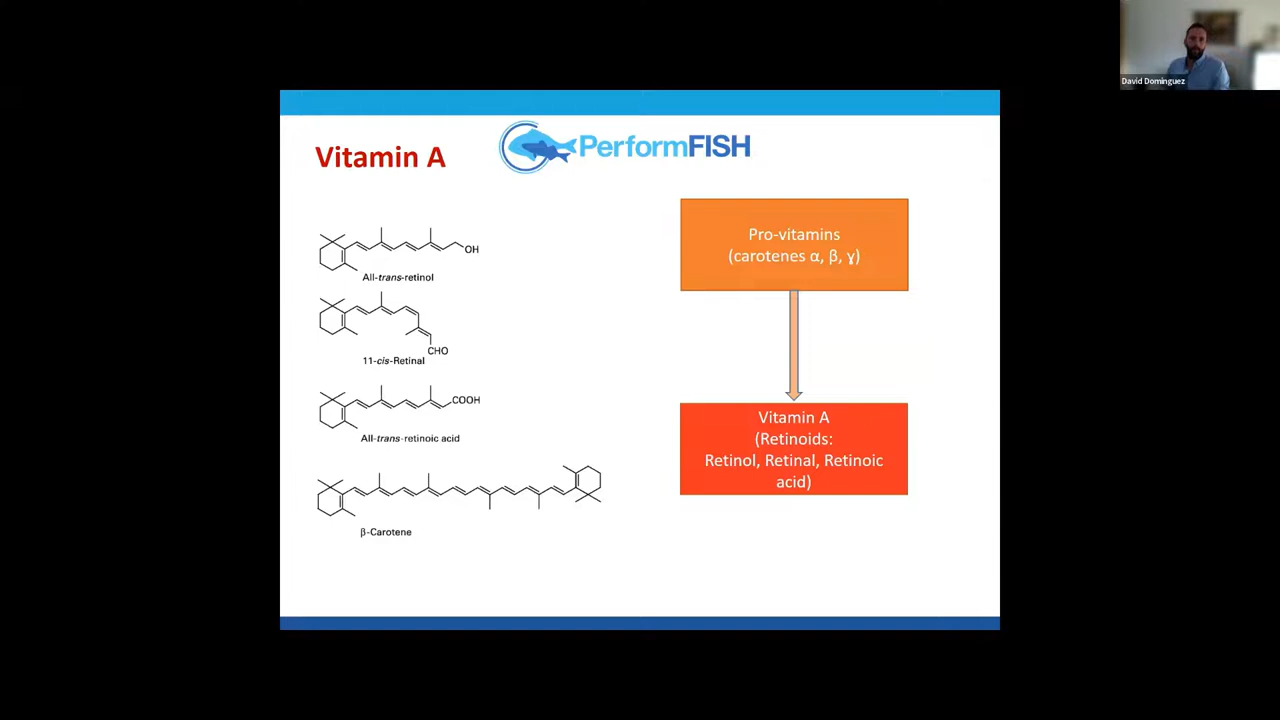 David Domínguez
Vitamin A
PerformFISH
OH
All-trans-retinol
CHO
11-cis-Retinal
COOH
All-trans-retinoic acid
β-Carotene
Pro-vitamins
(carotenes α, β, ɣ)
Vitamin A
(Retinoids:
Retinol, Retinal, Retinoic
acid)